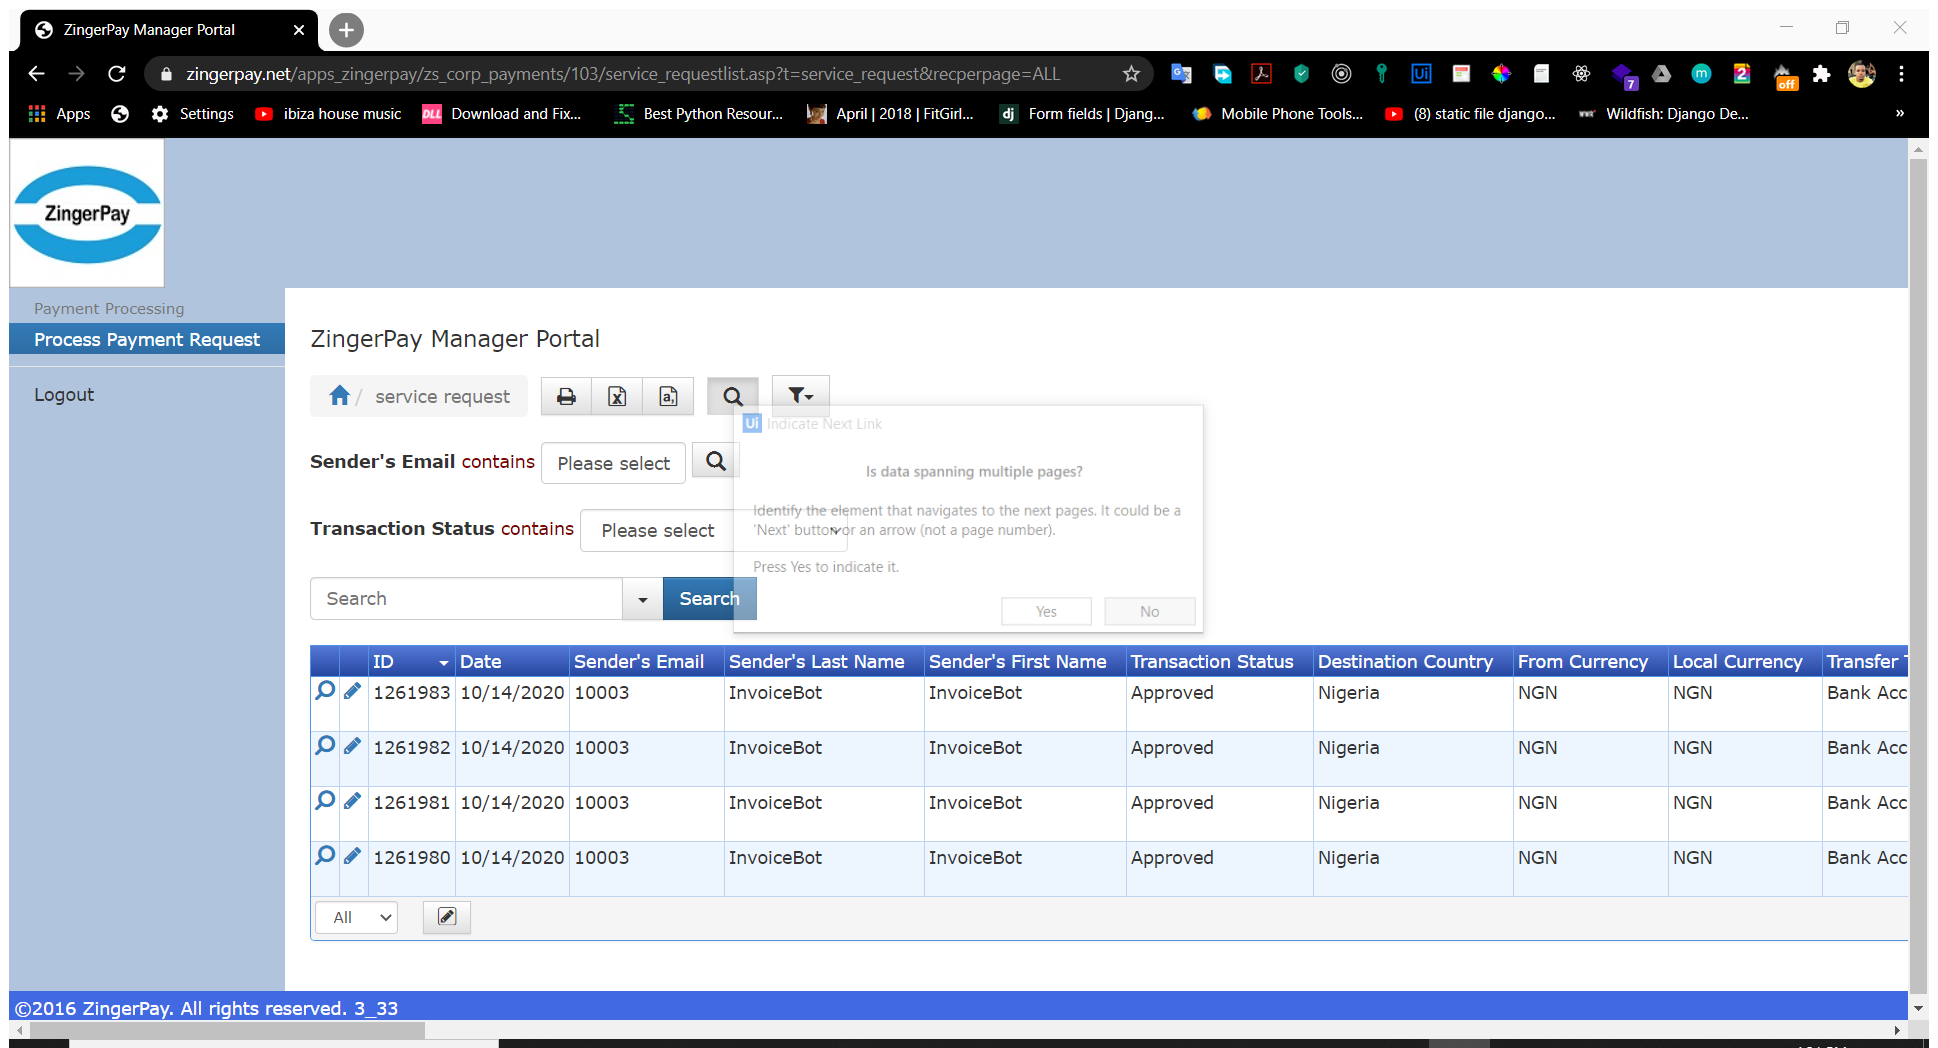 ZingerPay Manager Portal
zingerpay.net/apps_zingerpay/zs_corp_payments/103/service_requestlist.asp?t=service_request&recperpage=ALL
Ui 7 m 2 off
Apps Settings ibiza house music DLL Download and Fix... Best Python Resour... April | 2018 | FitGirl... dj Form fields | Djang... Mobile Phone Tools... (8) static file django... Wildfish: Django De... »
ZingerPay
Payment Processing
Process Payment Request
Logout
ZingerPay Manager Portal
/ service request
Ui Indicate Next Link
Is data spanning multiple pages?
Identify the element that navigates to the next pages. It could be a
'Next' button or an arrow (not a page number).
Press Yes to indicate it.
Yes No
Sender's Email contains Please select
Transaction Status contains Please select
Search Search
ID Date Sender's Email Sender's Last Name Sender's First Name Transaction Status Destination Country From Currency Local Currency Transfer
1261983 10/14/2020 10003 InvoiceBot InvoiceBot Approved Nigeria NGN NGN Bank Acc
1261982 10/14/2020 10003 InvoiceBot InvoiceBot Approved Nigeria NGN NGN Bank Acc
1261981 10/14/2020 10003 InvoiceBot InvoiceBot Approved Nigeria NGN NGN Bank Acc
1261980 10/14/2020 10003 InvoiceBot InvoiceBot Approved Nigeria NGN NGN Bank Acc
All
©2016 ZingerPay. All rights reserved. 3_33